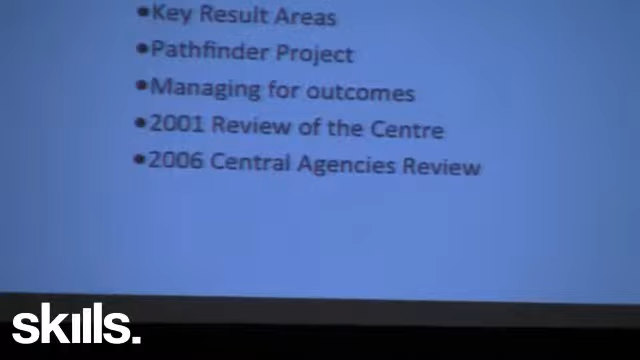 •Key Result Areas
•Pathfinder Project
•Managing for outcomes
•2001 Review of the Centre
•2006 Central Agencies Review
skills.